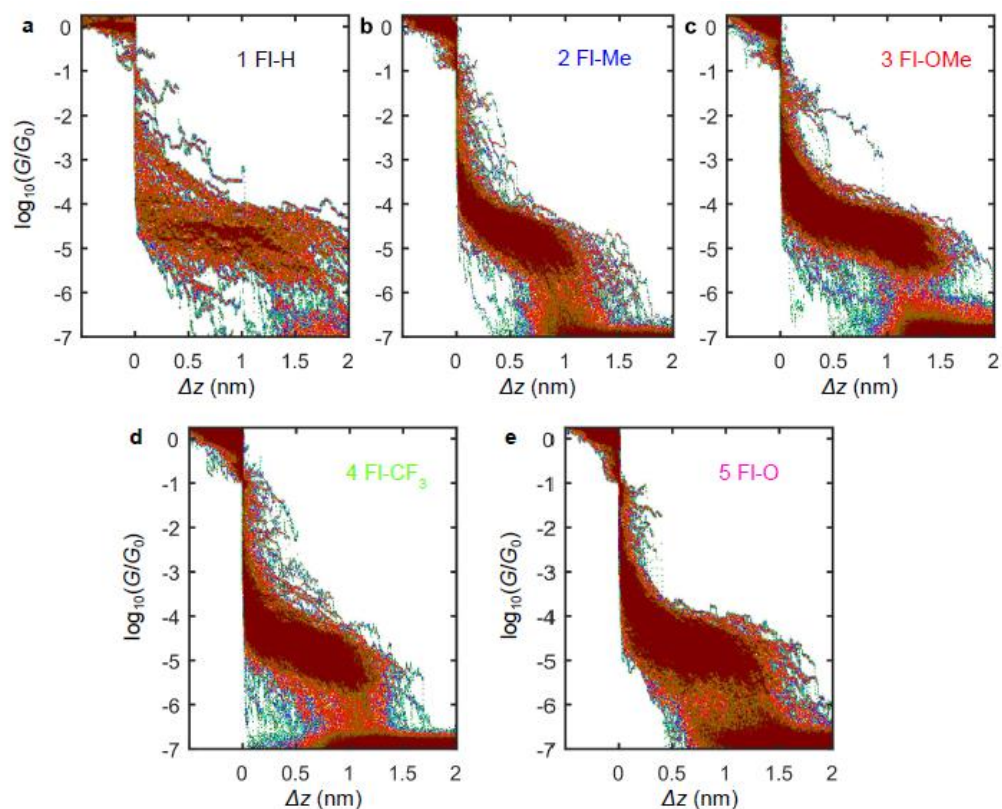 a
1 Fl-H
b
2 Fl-Me
c
3 Fl-OMe
log10(G/G0)
0
-1
-2
-3
-4
-5
-6
-7
0
-1
-2
-3
-4
-5
-6
-7
0
-1
-2
-3
-4
-5
-6
-7
0 0.5 1 1.5 2
0 0.5 1 1.5 2
0 0.5 1 1.5 2
Δz (nm)
Δz (nm)
Δz (nm)
d
4 Fl-CF3
e
5 Fl-O
log10(G/G0)
0
-1
-2
-3
-4
-5
-6
-7
log10(G/G0)
0
-1
-2
-3
-4
-5
-6
-7
0 0.5 1 1.5 2
0 0.5 1 1.5 2
Δz (nm)
Δz (nm)